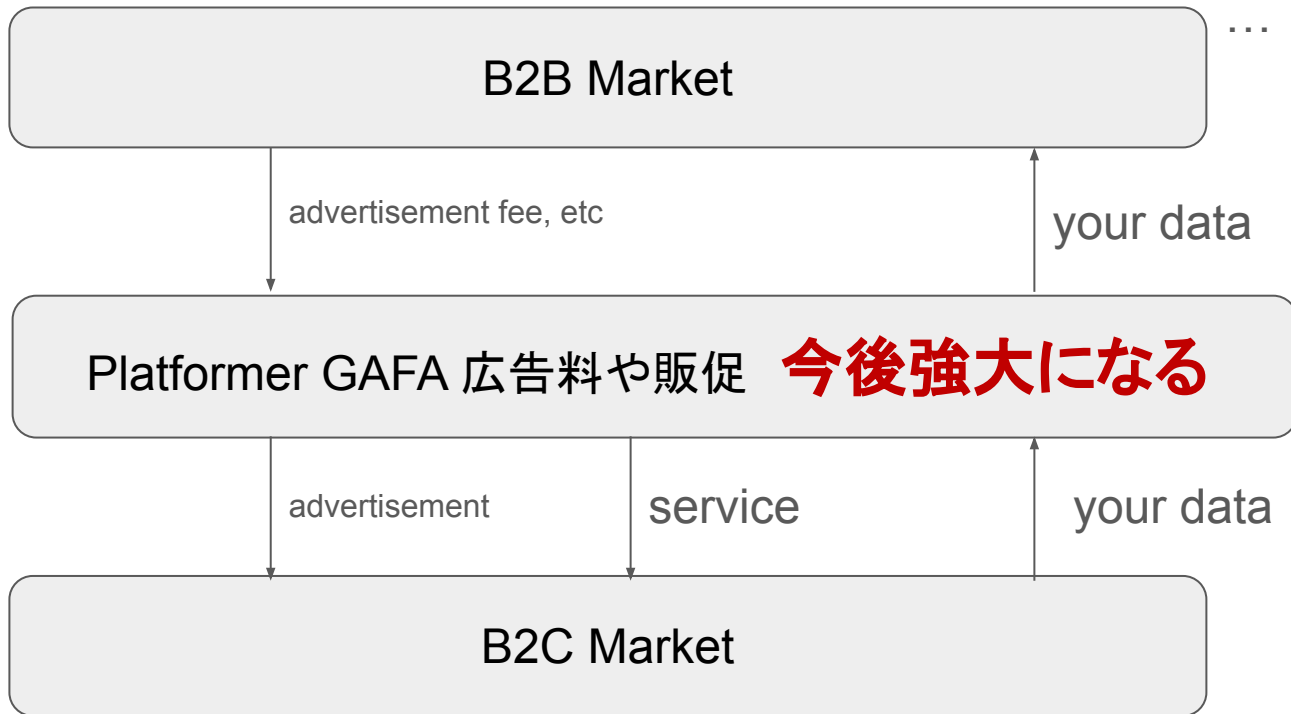 …
B2B Market
advertisement fee, etc
your data
Platformer GAFA 広告料や販促 今後強大になる
advertisement
service
your data
B2C Market